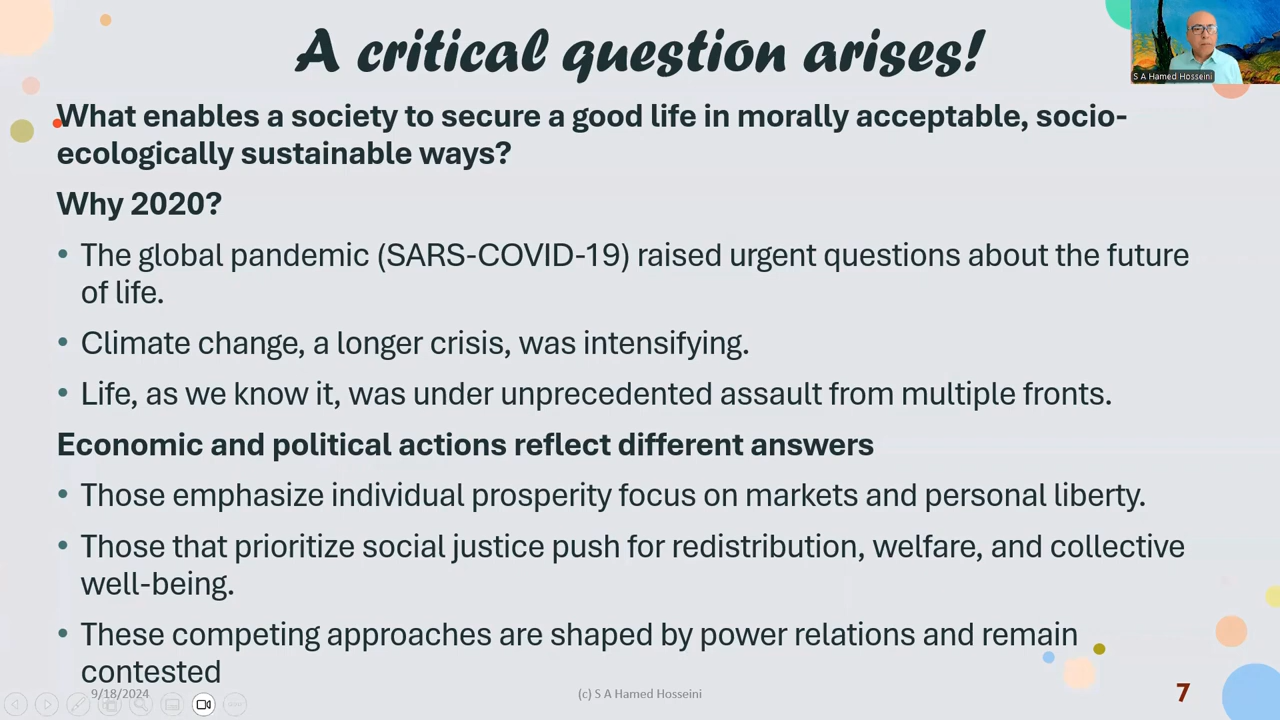 A critical question arises!
S A Hamed Hosseini
What enables a society to secure a good life in morally acceptable, socio-
ecologically sustainable ways?
Why 2020?
• The global pandemic (SARS-COVID-19) raised urgent questions about the future
of life.
• Climate change, a longer crisis, was intensifying.
• Life, as we know it, was under unprecedented assault from multiple fronts.
Economic and political actions reflect different answers
• Those emphasize individual prosperity focus on markets and personal liberty.
• Those that prioritize social justice push for redistribution, welfare, and collective
well-being.
• These competing approaches are shaped by power relations and remain
contested
9/18/2024
(c) S A Hamed Hosseini
7